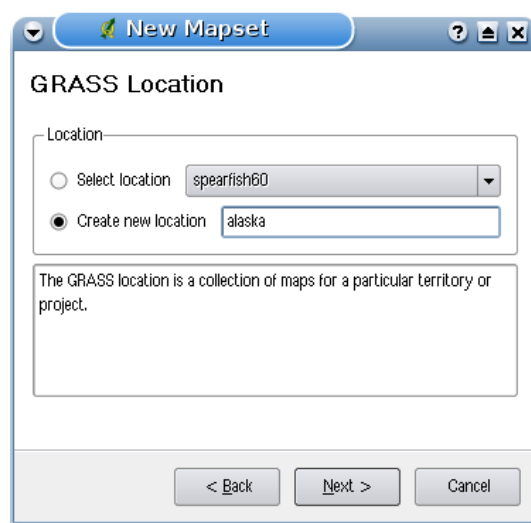 New Mapset
?
GRASS Location
Location
Select location spearfish60
Create new location alaska
The GRASS location is a collection of maps for a particular territory or
project.
< Back Next > Cancel